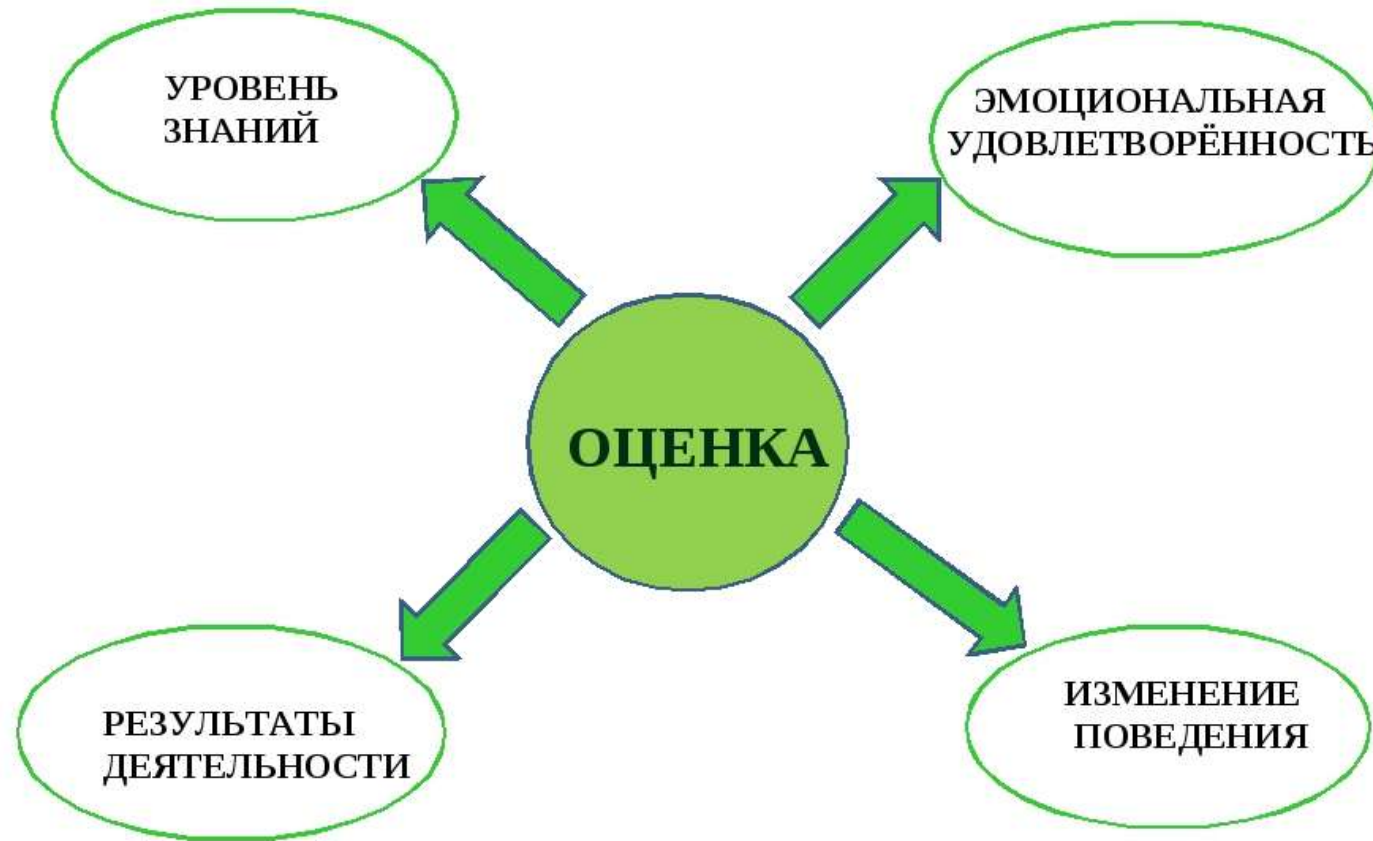 УРОВЕНЬ
ЗНАНИЙ
ЭМОЦИОНАЛЬНАЯ
УДОВЛЕТВОРЁННОСТЬ
ОЦЕНКА
РЕЗУЛЬТАТЫ
ДЕЯТЕЛЬНОСТИ
ИЗМЕНЕНИЕ
ПОВЕДЕНИЯ